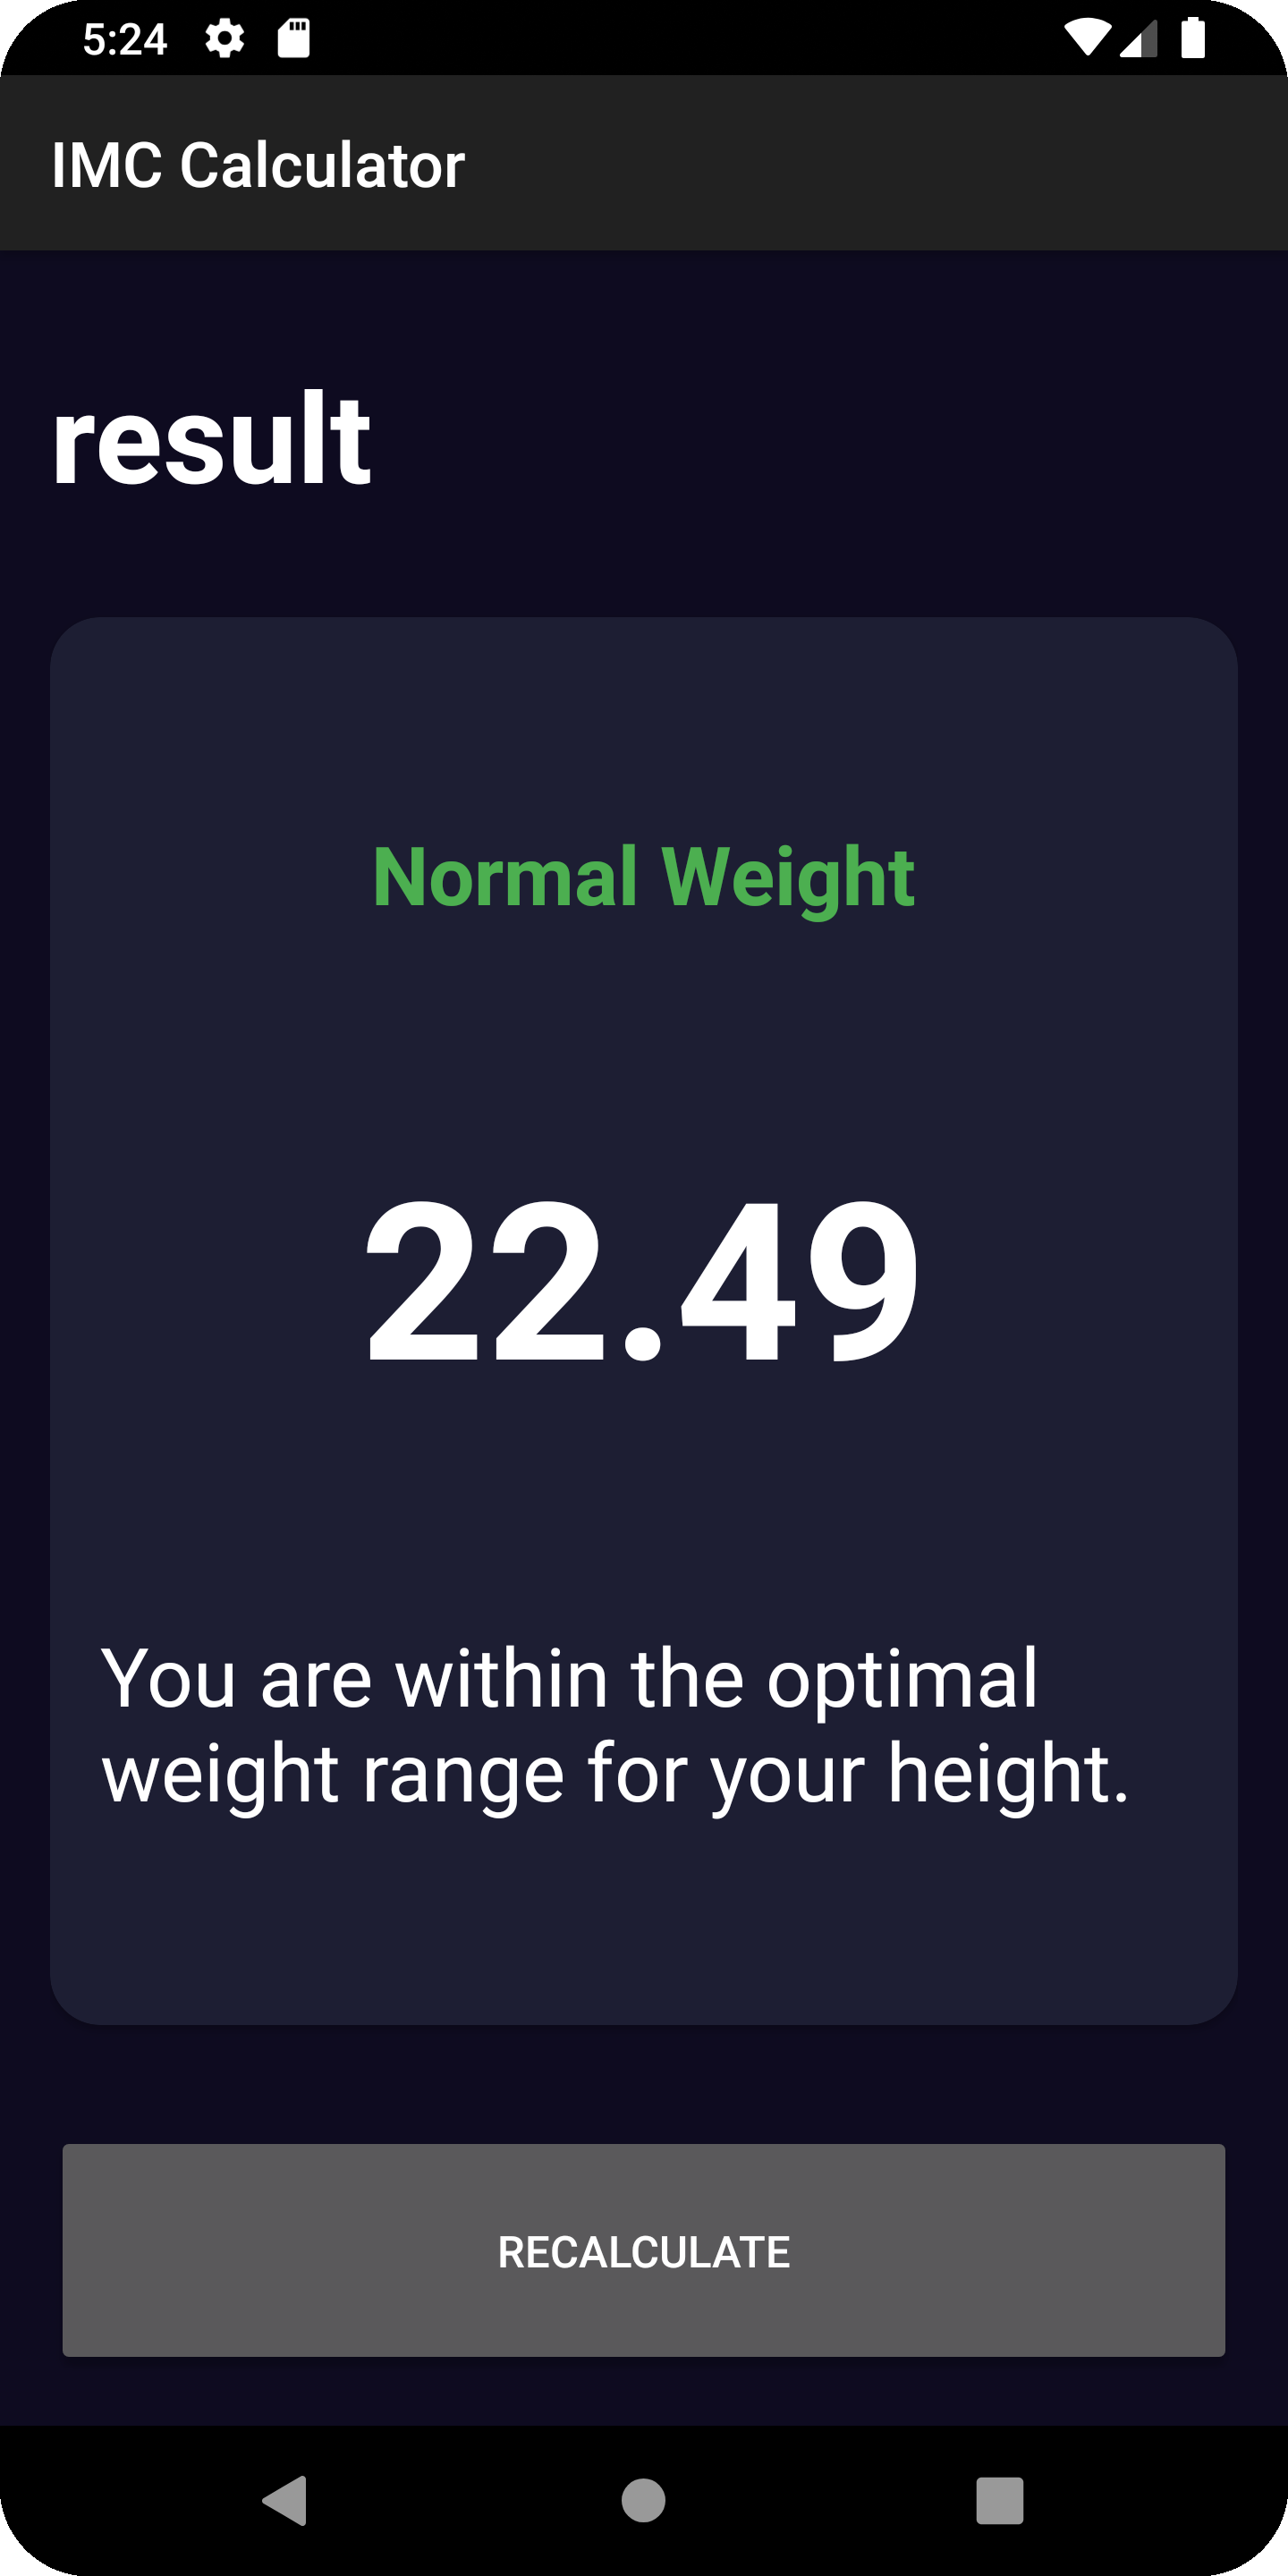 5:24
IMC Calculator
result
Normal Weight
22.49
You are within the optimal
weight range for your height.
RECALCULATE